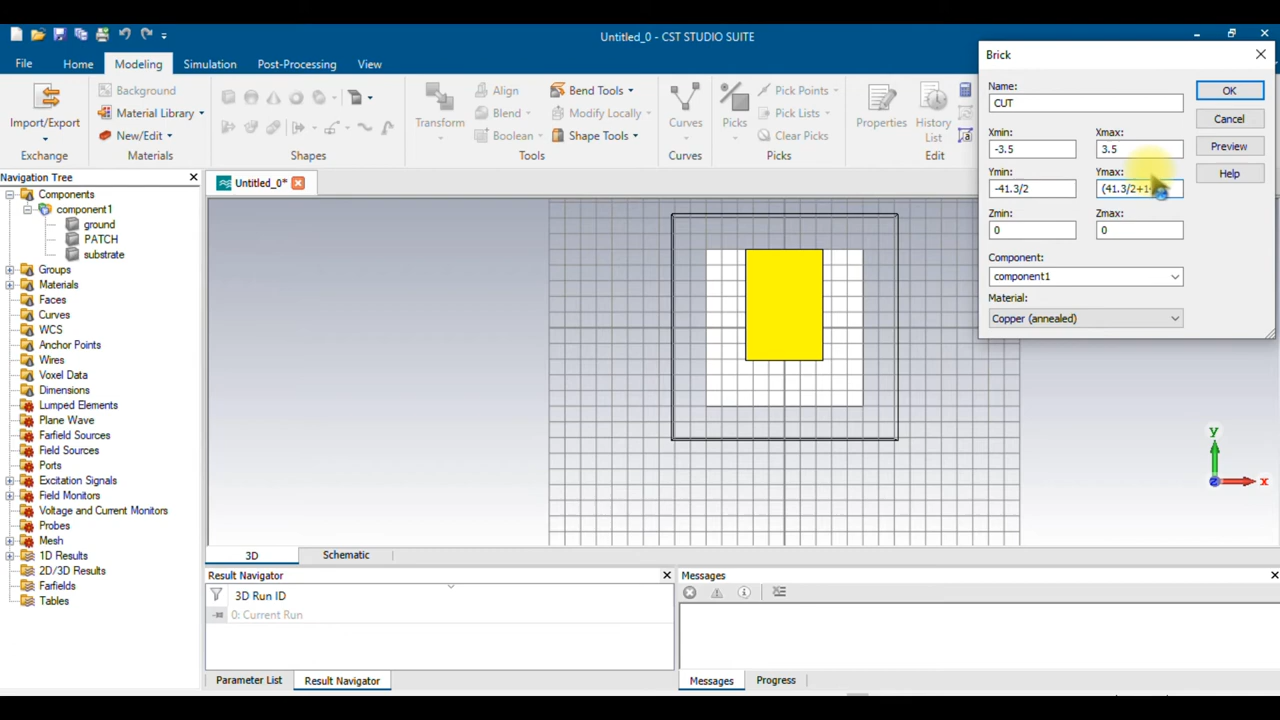 Untitled_0 - CST STUDIO SUITE
File
Home
Modeling
Simulation
Post-Processing
View
Import/Export
Exchange
Background
Material Library
New/Edit
Materials
Shapes
Transform
Align
Blend
Boolean
Bend Tools
Modify Locally
Shape Tools
Tools
Curves
Curves
Picks
Pick Points
Pick Lists
Clear Picks
Picks
Properties
History
List
Edit
Brick
Name:
CUT
Xmin:
Xmax:
-3.5
3.5
Ymin:
Ymax:
-41.3/2
(41.3/2+1
Zmin:
Zmax:
0
0
Component:
component1
Material:
Copper (annealed)
OK
Cancel
Preview
Help
Navigation Tree
Components
component1
ground
PATCH
substrate
Groups
Materials
Faces
Curves
WCS
Anchor Points
Wires
Voxel Data
Dimensions
Lumped Elements
Plane Wave
Farfield Sources
Field Sources
Ports
Excitation Signals
Field Monitors
Voltage and Current Monitors
Probes
Mesh
1D Results
2D/3D Results
Farfields
Tables
Untitled_0*
y
x
z
3D
Schematic
Result Navigator
3D Run ID
0: Current Run
Parameter List
Result Navigator
Messages
Messages
Progress